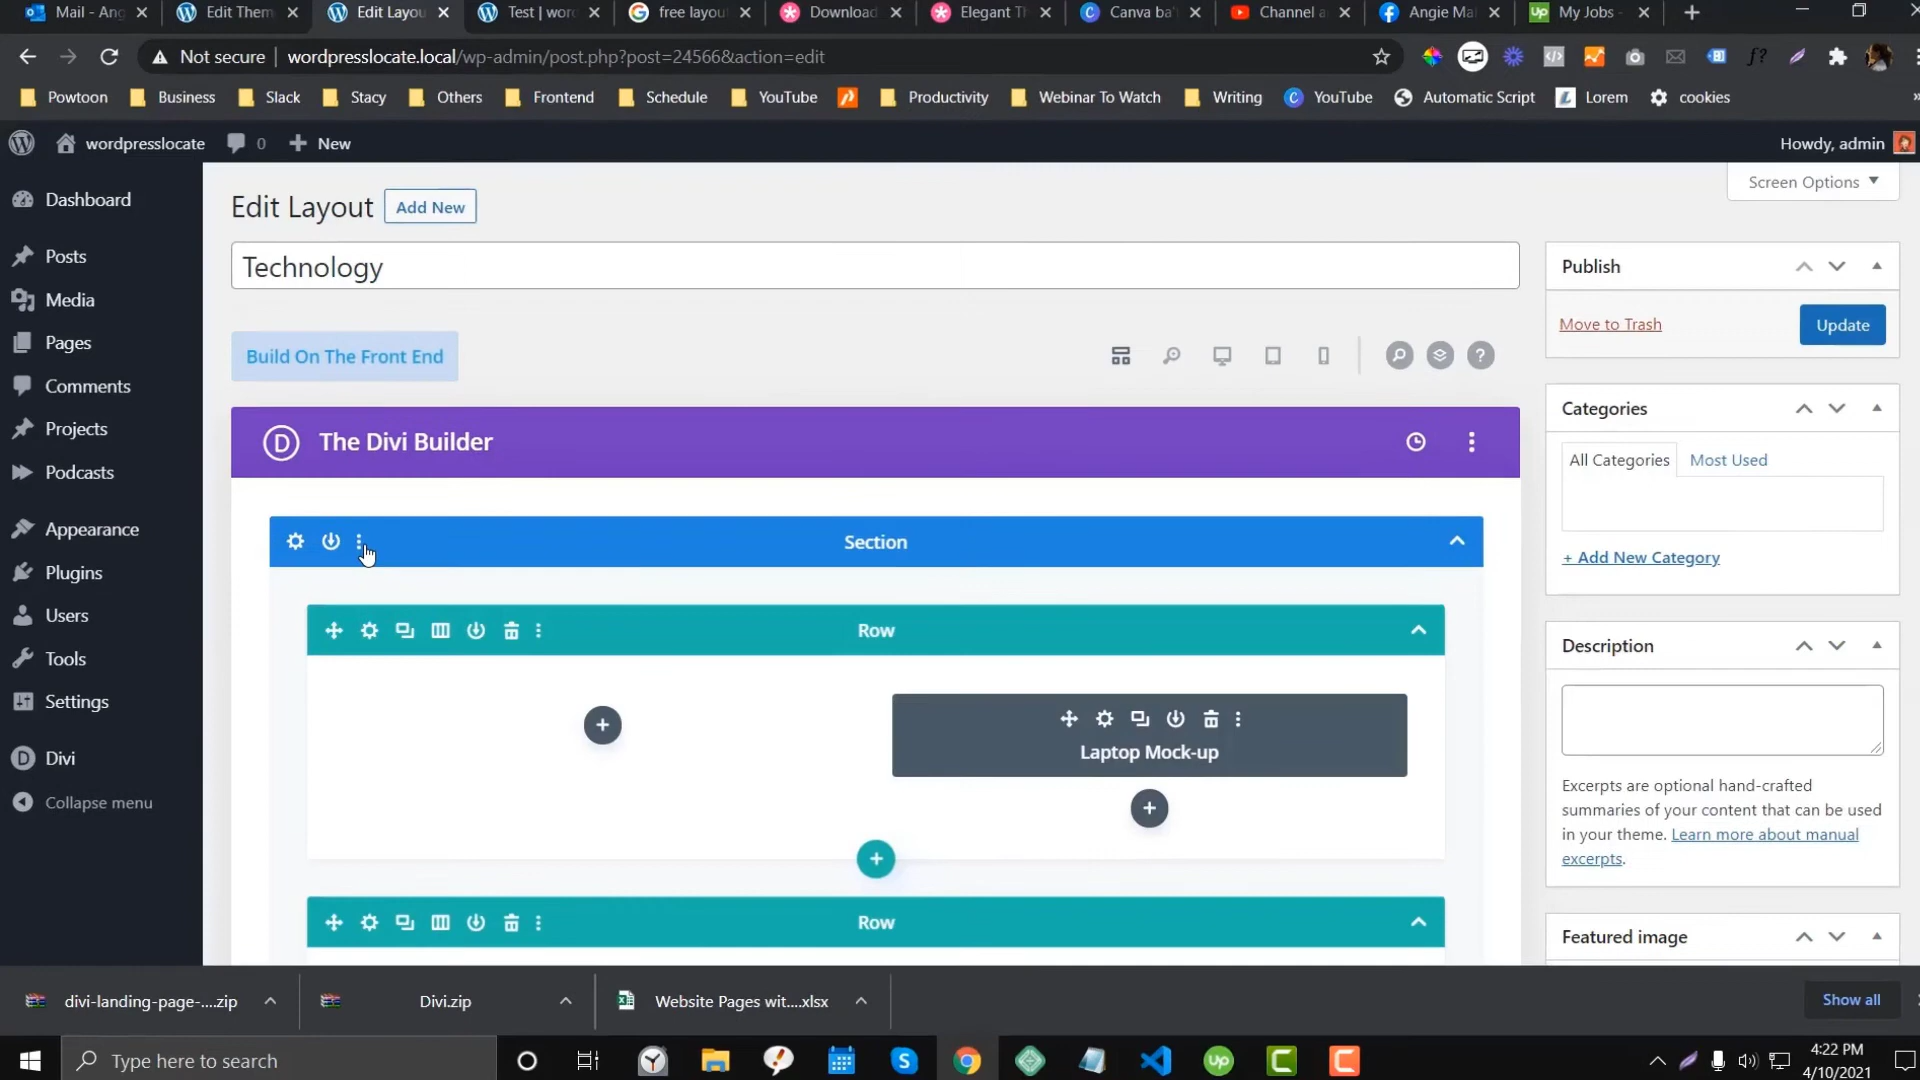 Mail - Ang
Edit Them
Edit Layou
Test | word
free layou
Download
Elegant Th
Canva ba
Channel a
Angie Mal
My Jobs -
Not secure
wordpresslocate.local/wp-admin/post.php?post=24566&action=edit
Powtoon
Business
Slack
Stacy
Others
Frontend
Schedule
YouTube
Productivity
Webinar To Watch
Writing
YouTube
Automatic Script
Lorem
cookies
wordpresslocate
0
New
Howdy, admin
Dashboard
Posts
Media
Pages
Comments
Projects
Podcasts
Appearance
Plugins
Users
Tools
Settings
Divi
Collapse menu
Screen Options
Edit Layout
Add New
Technology
Build On The Front End
The Divi Builder
Section
Row
Laptop Mock-up
Row
Publish
Move to Trash
Update
Categories
All Categories
Most Used
+ Add New Category
Description
Excerpts are optional hand-crafted
summaries of your content that can be used
in your theme. Learn more about manual
excerpts.
Featured image
divi-landing-page-....zip
Divi.zip
Website Pages wit....xlsx
Show all
Type here to search
4:22 PM
4/10/2021